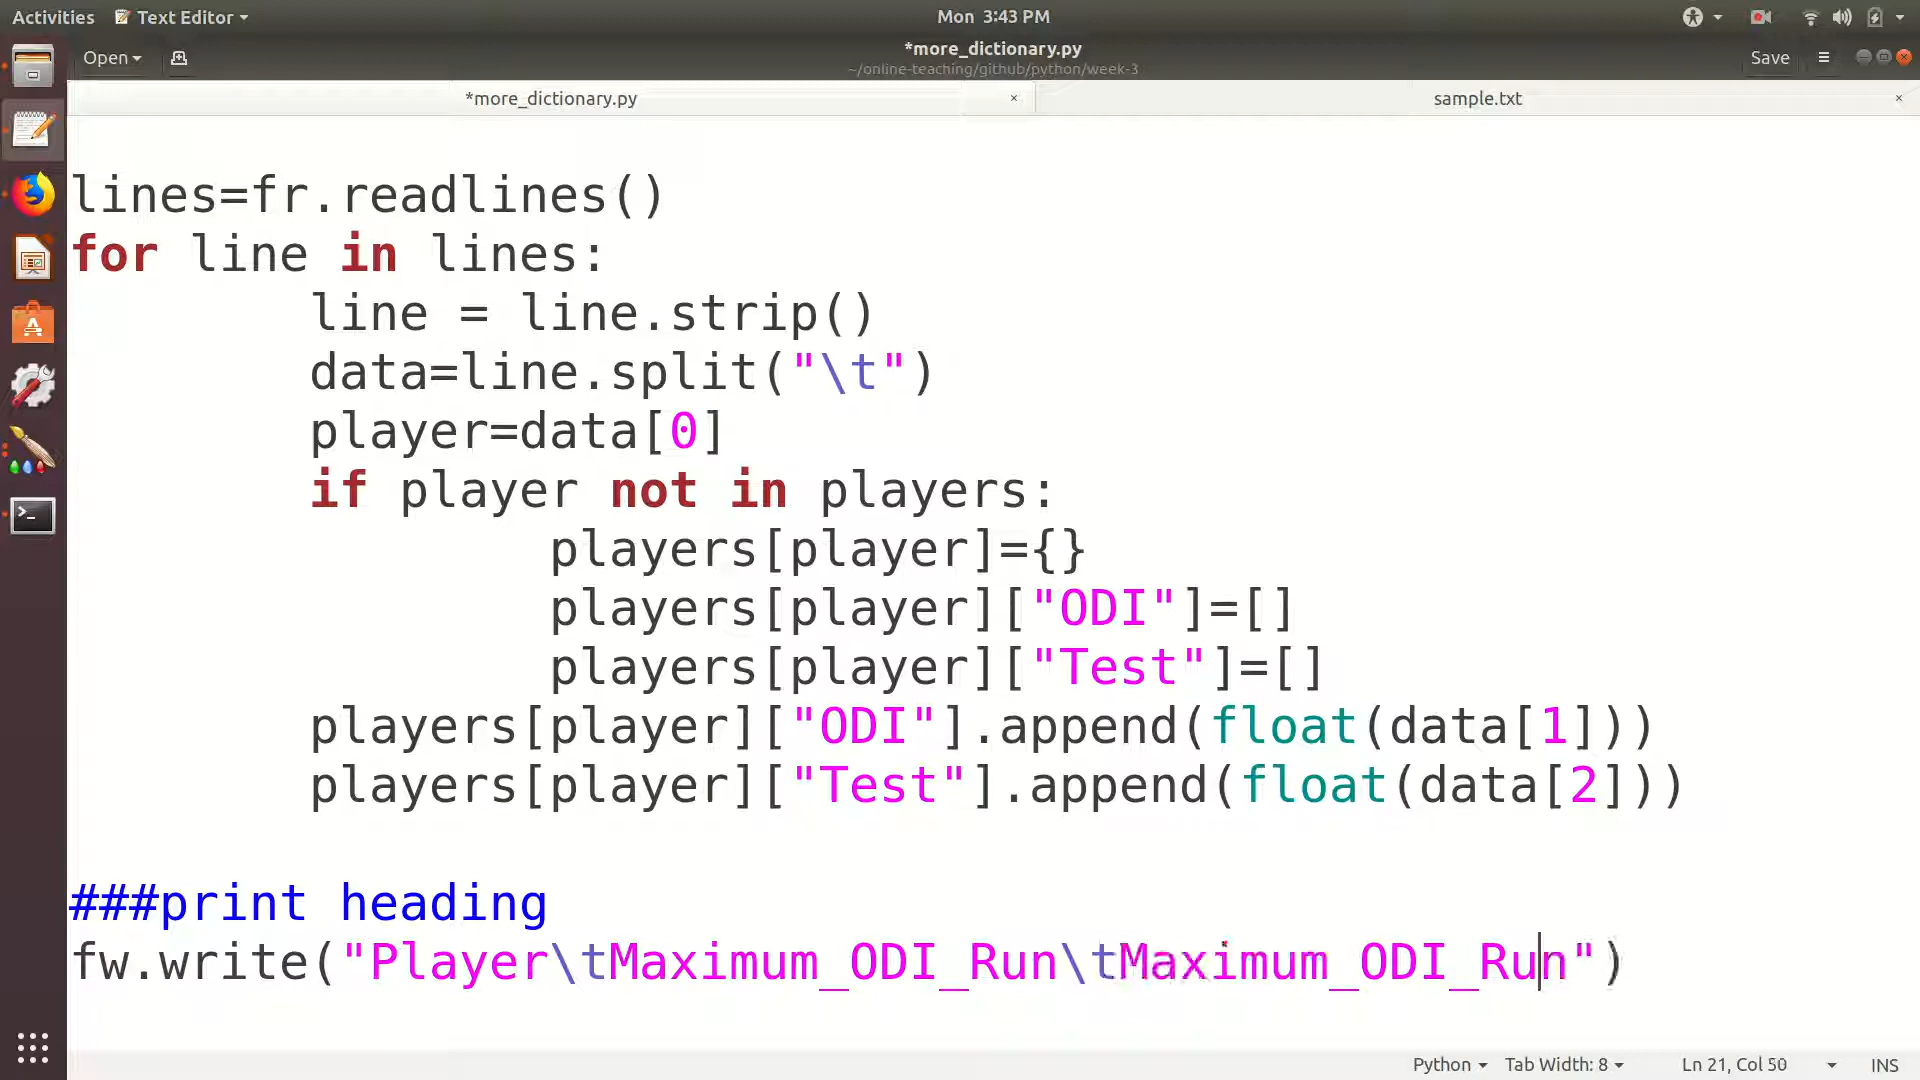 Activities
Text Editor
Mon 3:43 PM
Open
*more_dictionary.py
~/online-teaching/github/python/week-3
Save
*more_dictionary.py
sample.txt
lines=fr.readlines()
for line in lines:
line = line.strip()
data=line.split("\t")
player=data[0]
if player not in players:
players[player]={}
players[player]["ODI"]=[]
players[player]["Test"]=[]
players[player]["ODI"].append(float(data[1]))
players[player]["Test"].append(float(data[2]))
###print heading
fw.write("Player\tMaximum_ODI_Run\tMaximum_ODI_Run")
Python
Tab Width: 8
Ln 21, Col 50
INS